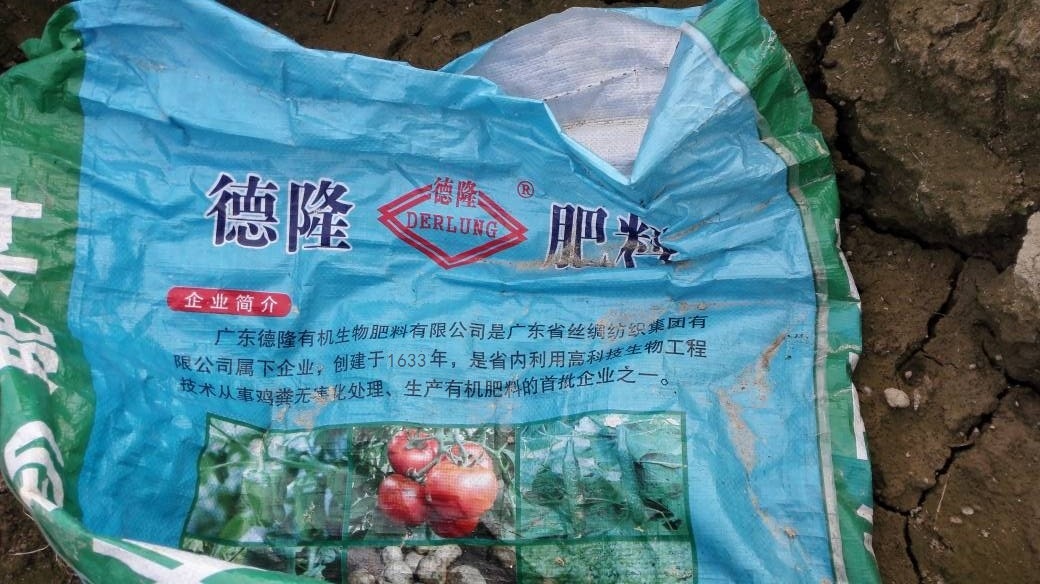 德隆
德隆
DERLUNG
®
肥料
企业简介
广东德隆有机生物肥料有限公司是广东省丝绸纺织集团有
限公司属下企业，创建于1633年，是省内利用高科技生物工程
技术从事鸡粪无害化处理、生产有机肥料的首批企业之一。